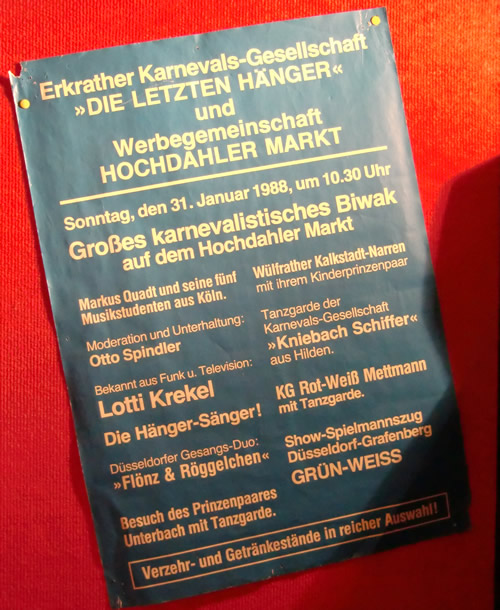 Erkrather Karnevals-Gesellschaft
»DIE LETZTEN HÄNGER«
und
Werbegemeinschaft
HOCHDAHLER MARKT
Sonntag, den 31. Januar 1988, um 10.30 Uhr
Großes karnevalistisches Biwak
auf dem Hochdahler Markt
Markus Quadt und seine fünf
Musikstudenten aus Köln.
Moderation und Unterhaltung:
Otto Spindler
Bekannt aus Funk u. Television:
Lotti Krekel
Die Hänger-Sänger!
Düsseldorfer Gesangs-Duo:
»Flönz & Röggelchen«
Besuch des Prinzenpaares
Unterbach mit Tanzgarde.
Wülfrather Kalkstadt-Narren
mit ihrem Kinderprinzenpaar
Tanzgarde der
Karnevals-Gesellschaft
»Kniebach Schiffer«
aus Hilden.
KG Rot-Weiß Mettmann
mit Tanzgarde.
Show-Spielmannszug
Düsseldorf-Grafenberg
GRÜN-WEISS
Verzehr- und Getränkestände in reicher Auswahl!